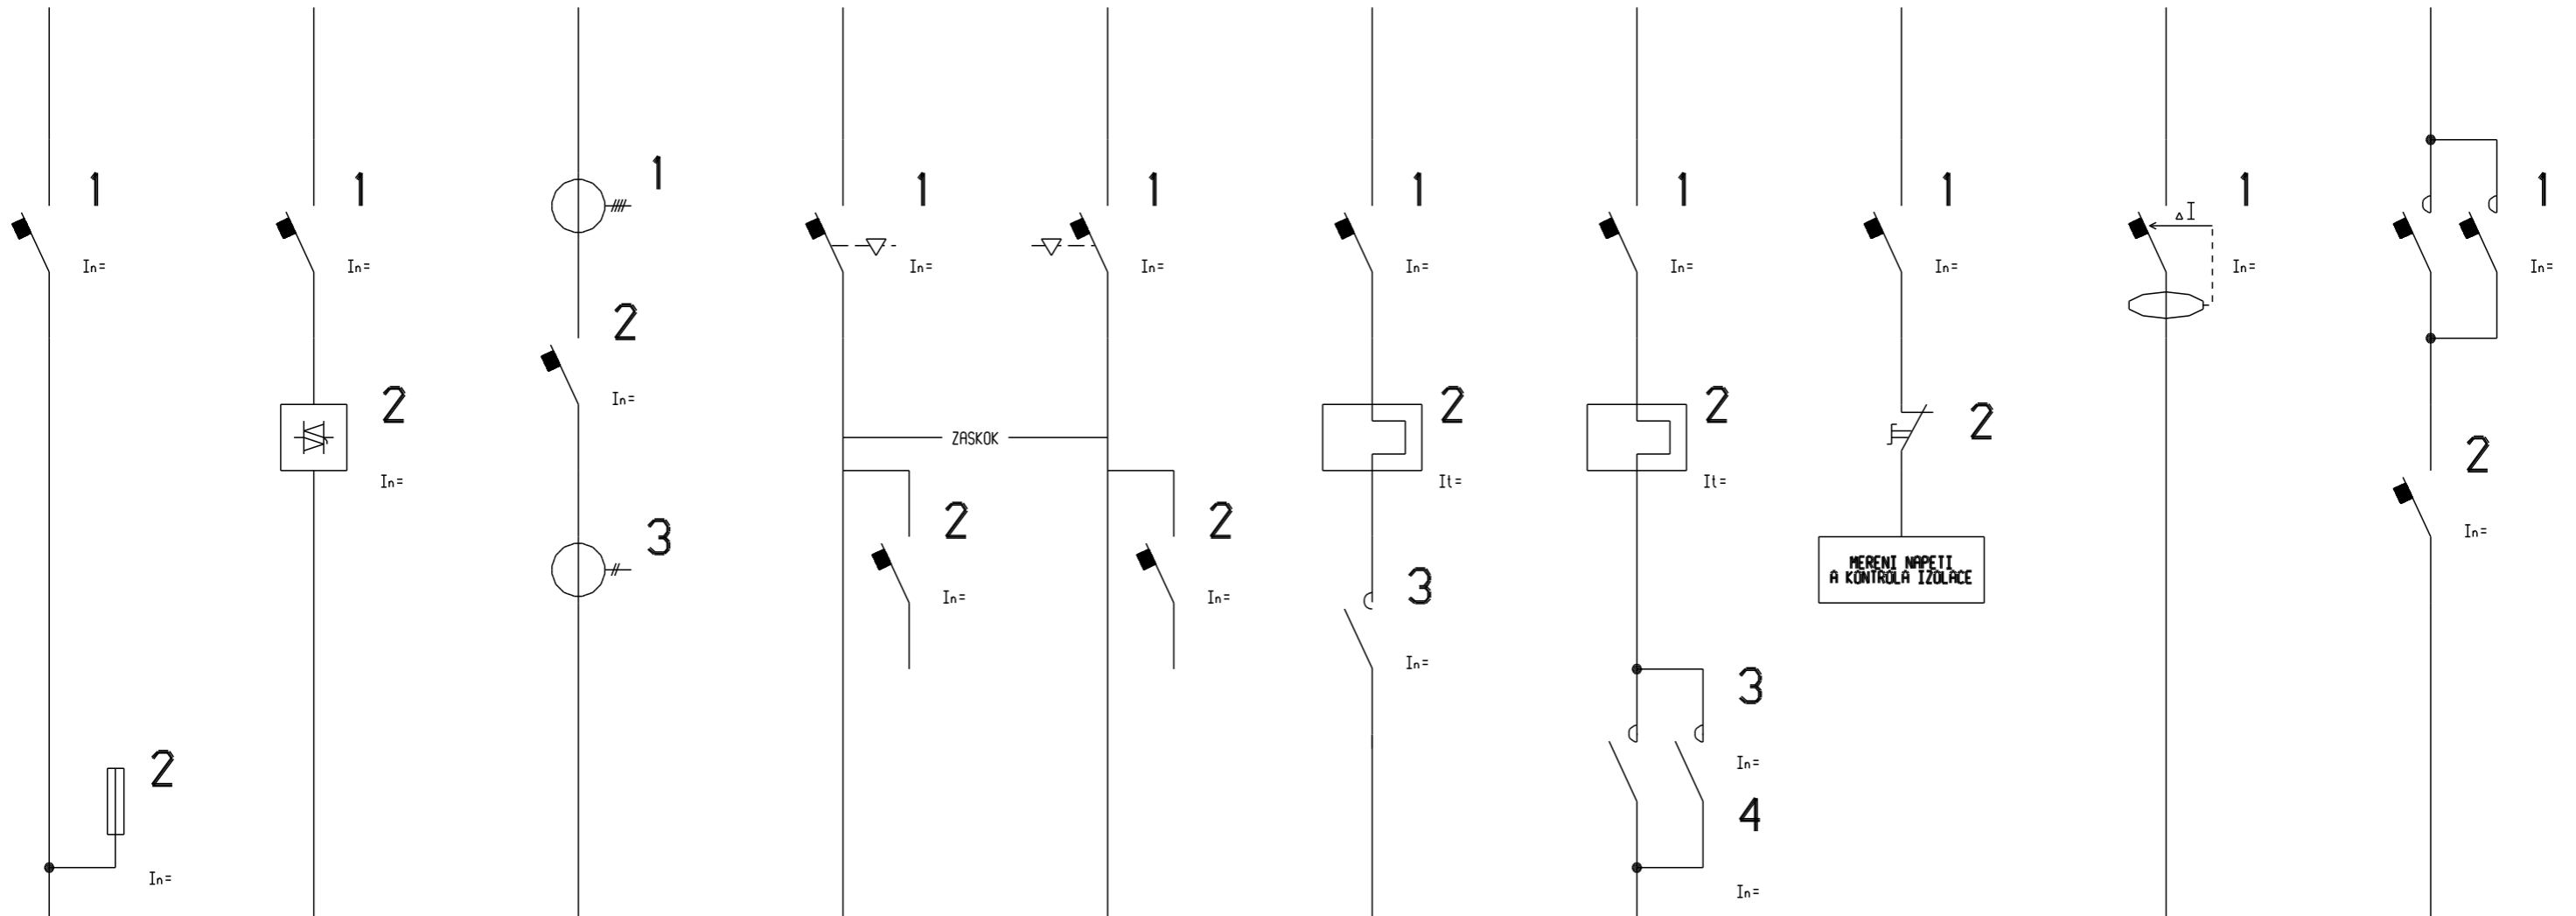 1
In=
2
In=
1
In=
2
In=
1
2
In=
3
1
In=
ZASKOK
2
In=
1
In=
2
In=
1
In=
2
It=
3
In=
1
In=
2
It=
3
In=
4
In=
1
In=
2
MERENI NAPETI
A KONTROLA IZOLACE
ΔI
1
In=
1
In=
2
In=